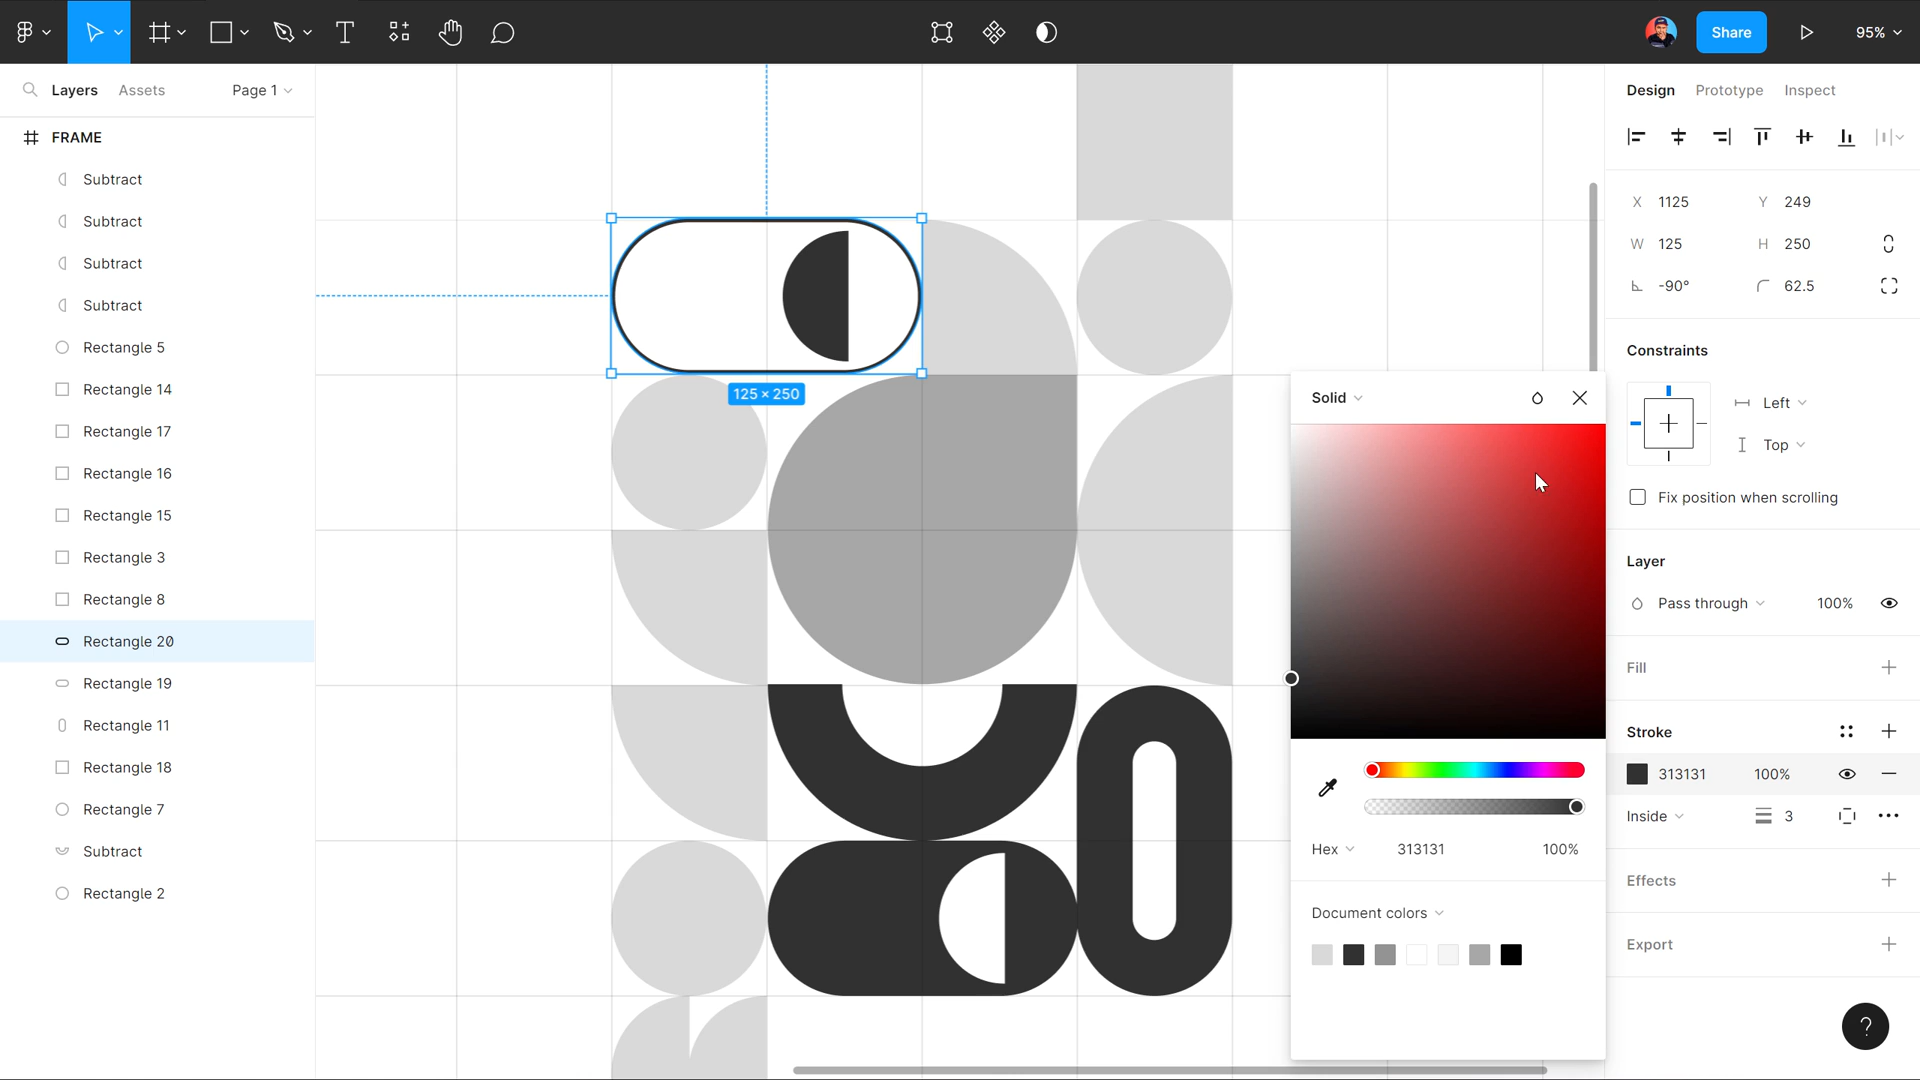 Share
95%
Layers
Assets
Page 1
FRAME
Subtract
Subtract
Subtract
Subtract
Rectangle 5
Rectangle 14
Rectangle 17
Rectangle 16
Rectangle 15
Rectangle 3
Rectangle 8
Rectangle 20
Rectangle 19
Rectangle 11
Rectangle 18
Rectangle 7
Subtract
Rectangle 2
125 × 250
Solid
Hex
313131
100%
Document colors
Design
Prototype
Inspect
X 1125
Y 249
W 125
H 250
-90°
62.5
Constraints
Left
Top
Fix position when scrolling
Layer
Pass through
100%
Fill
Stroke
313131
100%
Inside
3
Effects
Export
?